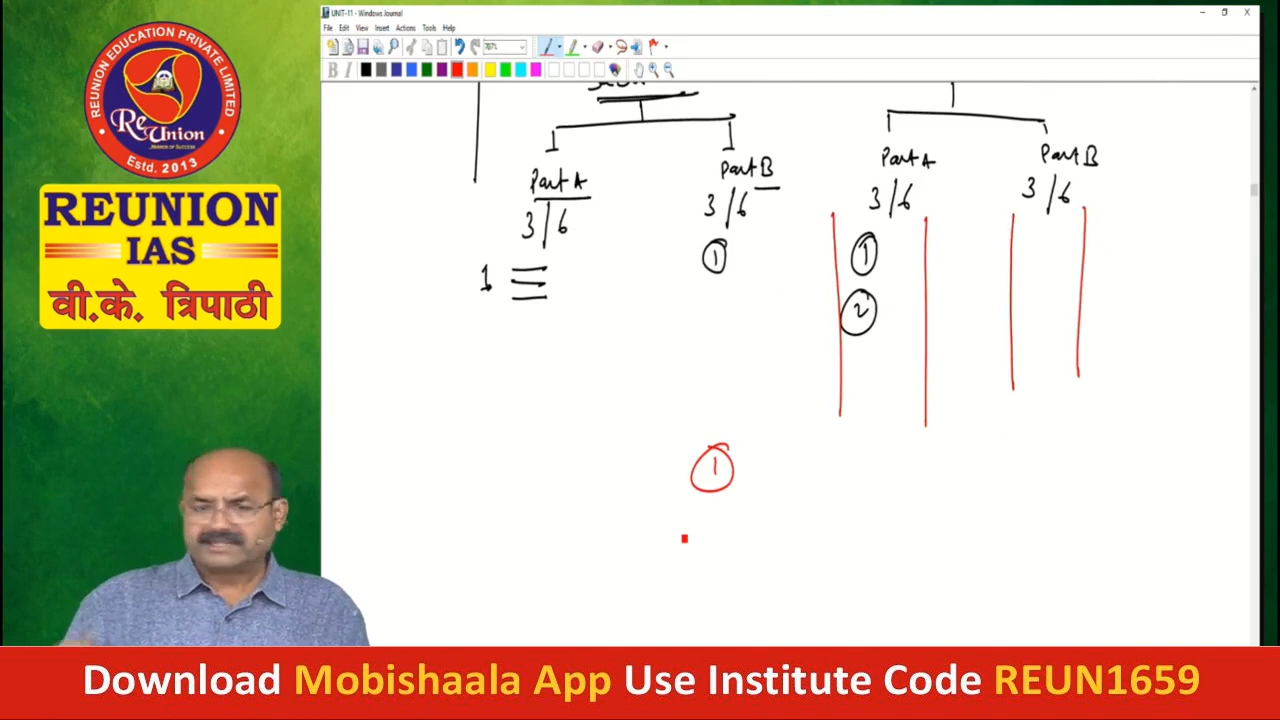 UNIT-11 - Windows Journal
File Edit View Insert Actions Tools Help
REUNION EDUCATION PRIVATE LIMITED
ReUnion
Estd. 2013
REUNION
IAS
वी.के. त्रिपाठी
Part A
3/6
1
Part B
3/6
1
Part A
3/6
1
2
Part B
3/6
1
Download Mobishaala App Use Institute Code REUN1659